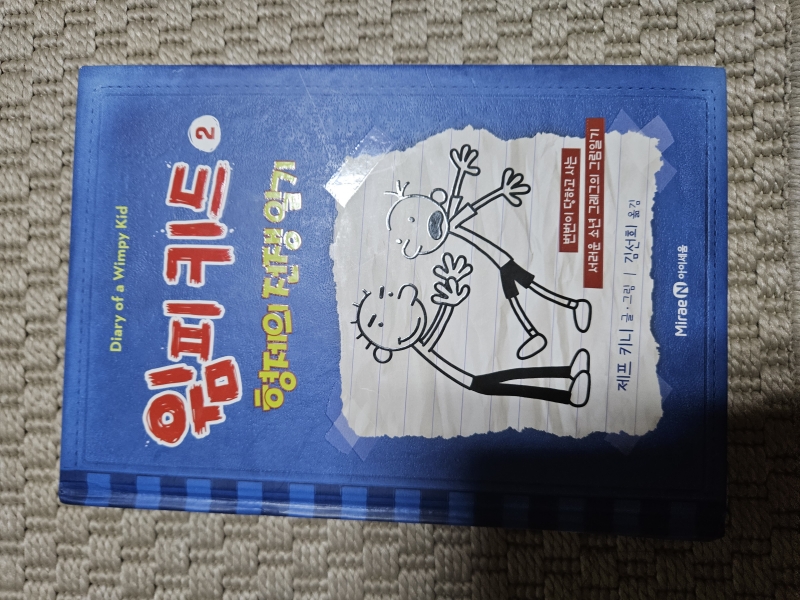 Diary of a Wimpy Kid
윔피 키드 2
형제의 전쟁 일기
번번이 당하고 사는
서러운 소년 그레그의 그림일기
제프 키니 글·그림 | 김선희 옮김
Mirae N 아이세움